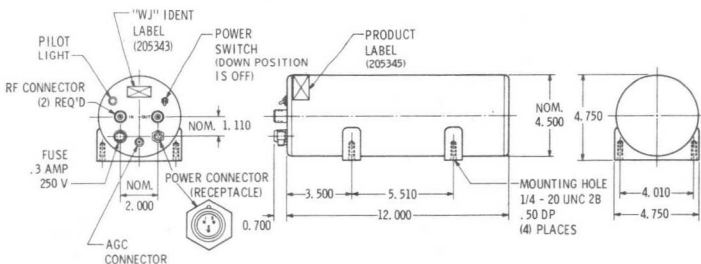 "WJ" IDENT
LABEL
(205343)
PILOT
LIGHT
POWER
SWITCH
(DOWN POSITION
IS OFF)
PRODUCT
LABEL
(205345)
RF CONNECTOR
(2) REQ'D
IN OUT
NOM. 1.110
NOM.
4.500
4.750
FUSE
.3 AMP
250 V
NOM.
2.000
POWER CONNECTOR
(RECEPTACLE)
0.700
3.500
5.510
12.000
MOUNTING HOLE
1/4 - 20 UNC 2B
.50 DP
(4) PLACES
4.010
4.750
AGC
CONNECTOR